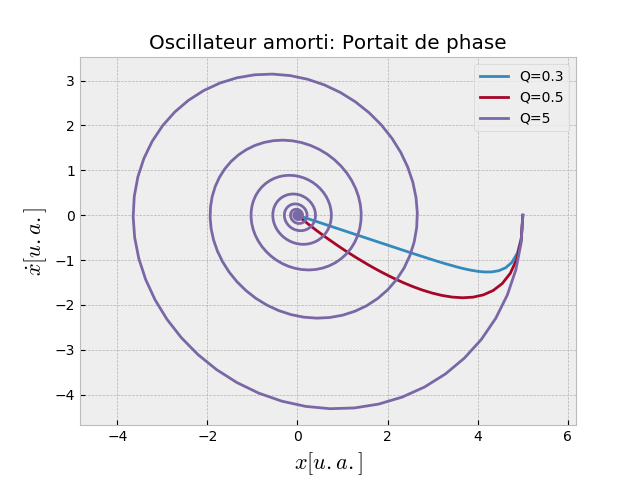 Oscillateur amorti: Portait de phase
Q=0.3
Q=0.5
Q=5
3
2
1
0
−1
−2
−3
−4
ẋ[u.a.]
−4 −2 0 2 4 6
x[u.a.]